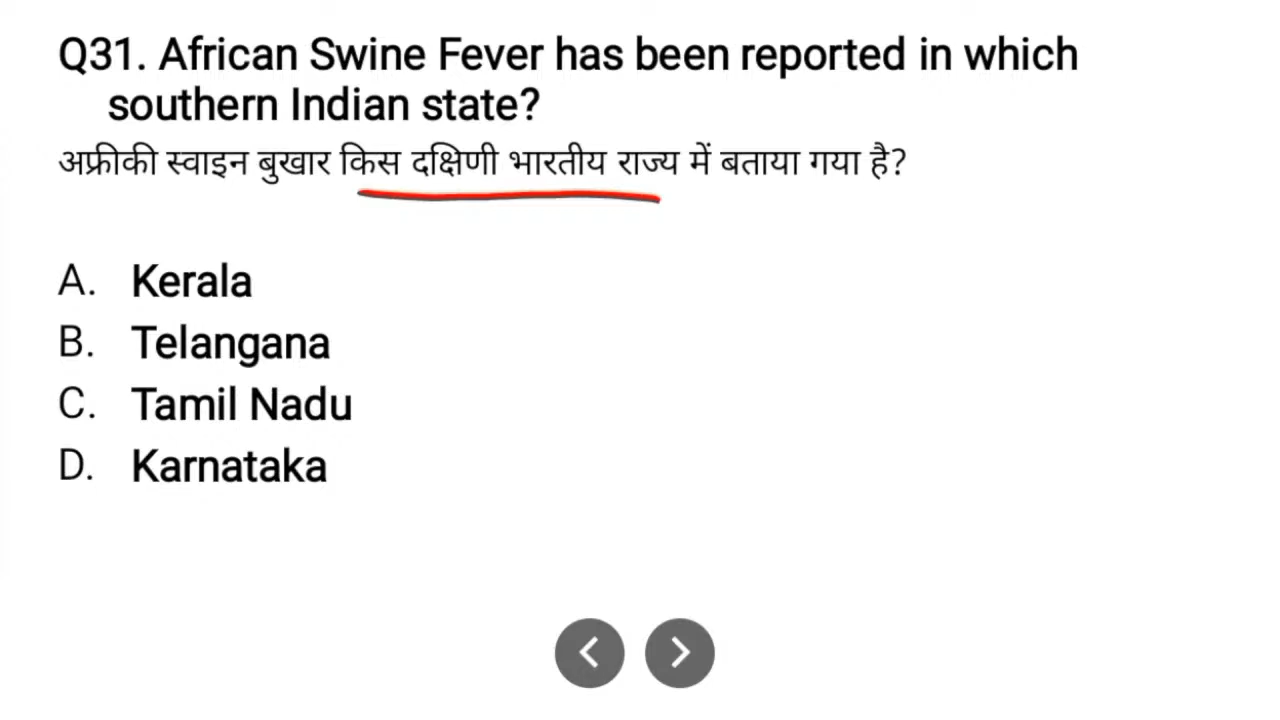 Q31. African Swine Fever has been reported in which
southern Indian state?
अफ्रीकी स्वाइन बुखार किस दक्षिणी भारतीय राज्य में बताया गया है?
A. Kerala
B. Telangana
C. Tamil Nadu
D. Karnataka